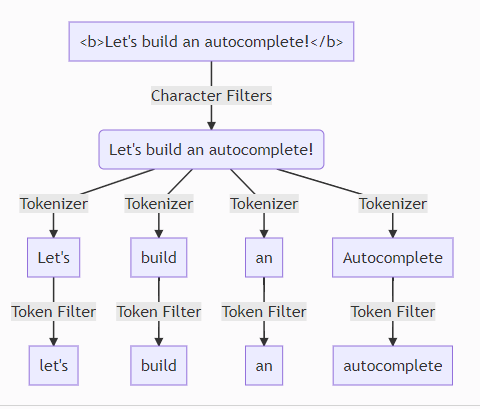 <b>Let's build an autocomplete!</b>
Character Filters
Let's build an autocomplete!
Tokenizer Tokenizer Tokenizer Tokenizer
Let's build an Autocomplete
Token Filter Token Filter Token Filter Token Filter
let's build an autocomplete